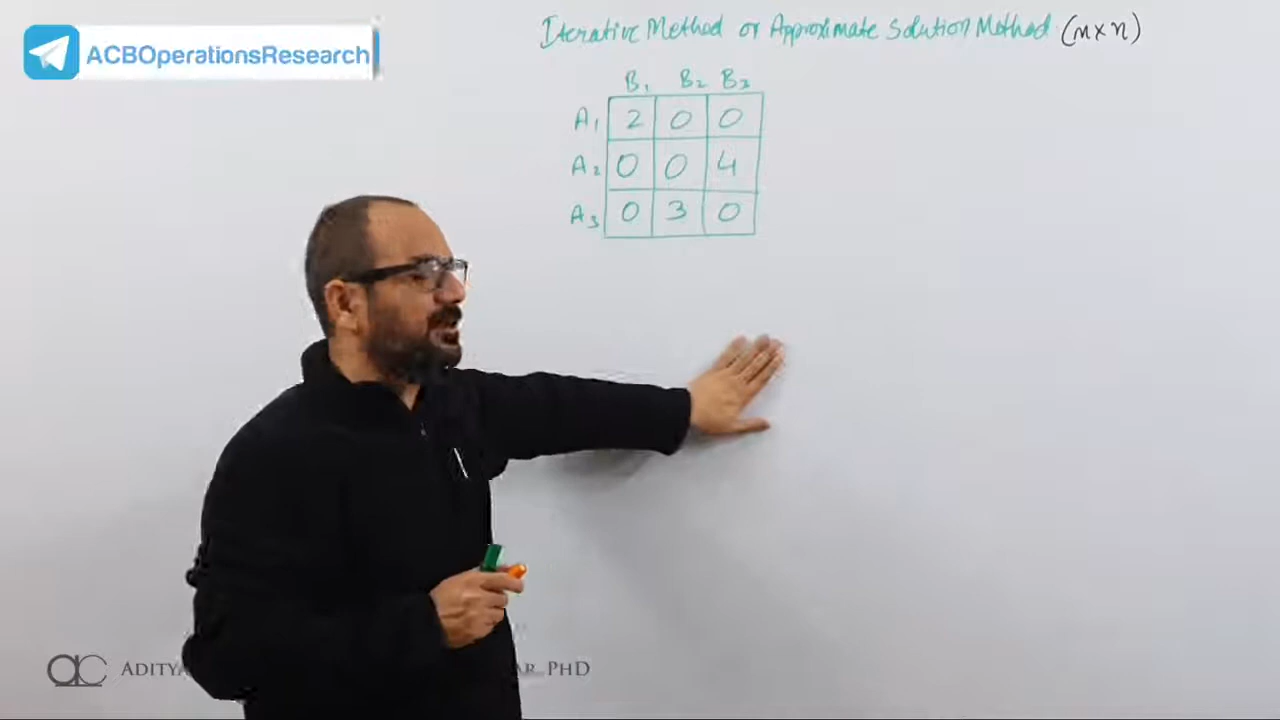 ACBOperationsResearch
Iterative Method or Approximate Solution Method (n×n)
B₁ B₂ B₃
A₁ 2 0 0
A₂ 0 0 4
A₃ 0 3 0
ADITYA
PHD